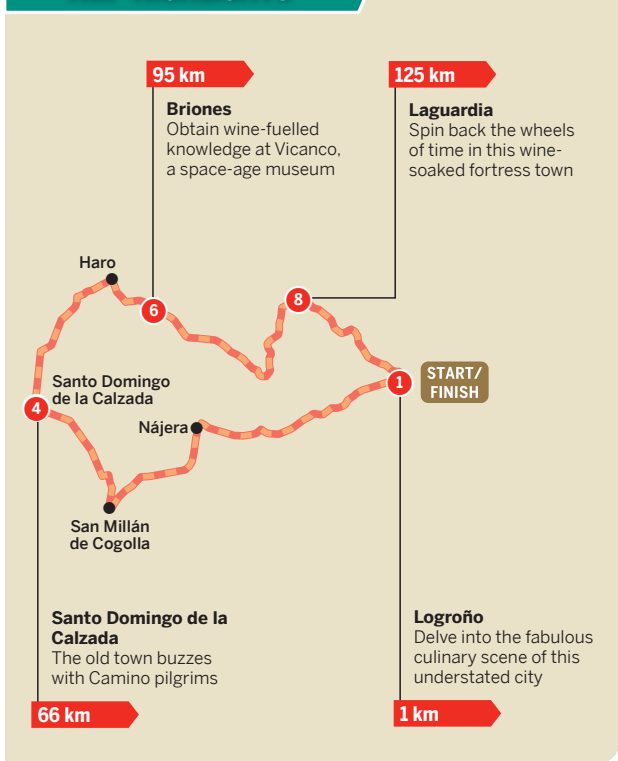 95 km
Briones
Obtain wine-fuelled
knowledge at Vicanco,
a space-age museum
125 km
Laguardia
Spin back the wheels
of time in this wine-
soaked fortress town
Haro
6
8
1
START/
FINISH
Santo Domingo
de la Calzada
4
Nájera
San Millán
de Cogolla
Santo Domingo de la
Calzada
The old town buzzes
with Camino pilgrims
66 km
Logroño
Delve into the fabulous
culinary scene of this
understated city
1 km